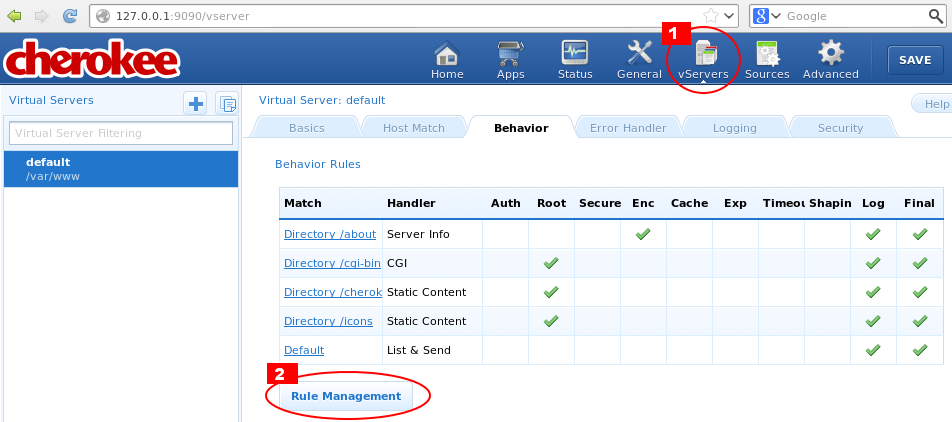 127.0.0.1:9090/vserver
Google
cherokee
1
Home Apps Status General vServers Sources Advanced SAVE
Virtual Servers
Virtual Server: default
Help
Virtual Server Filtering
Basics Host Match Behavior Error Handler Logging Security
default
/var/www
Behavior Rules
Match Handler Auth Root Secure Enc Cache Exp Timeou Shapin Log Final
Directory /about Server Info
Directory /cgi-bin CGI
Directory /cherok Static Content
Directory /icons Static Content
Default List & Send
2
Rule Management